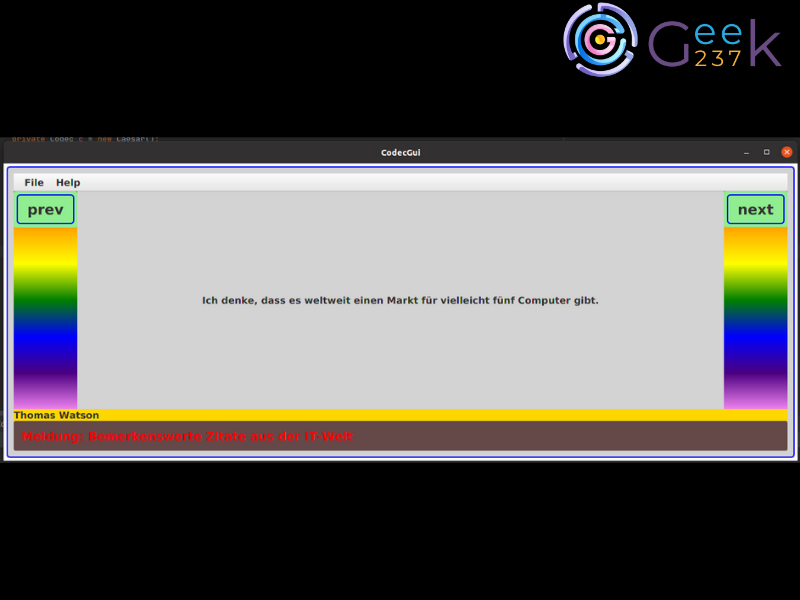 Geek
237
private Codec c = new Caesar();
CodecGui
File Help
prev
next
Ich denke, dass es weltweit einen Markt für vielleicht fünf Computer gibt.
Thomas Watson
Meldung: Bemerkenswerte Zitate aus der IT-Welt